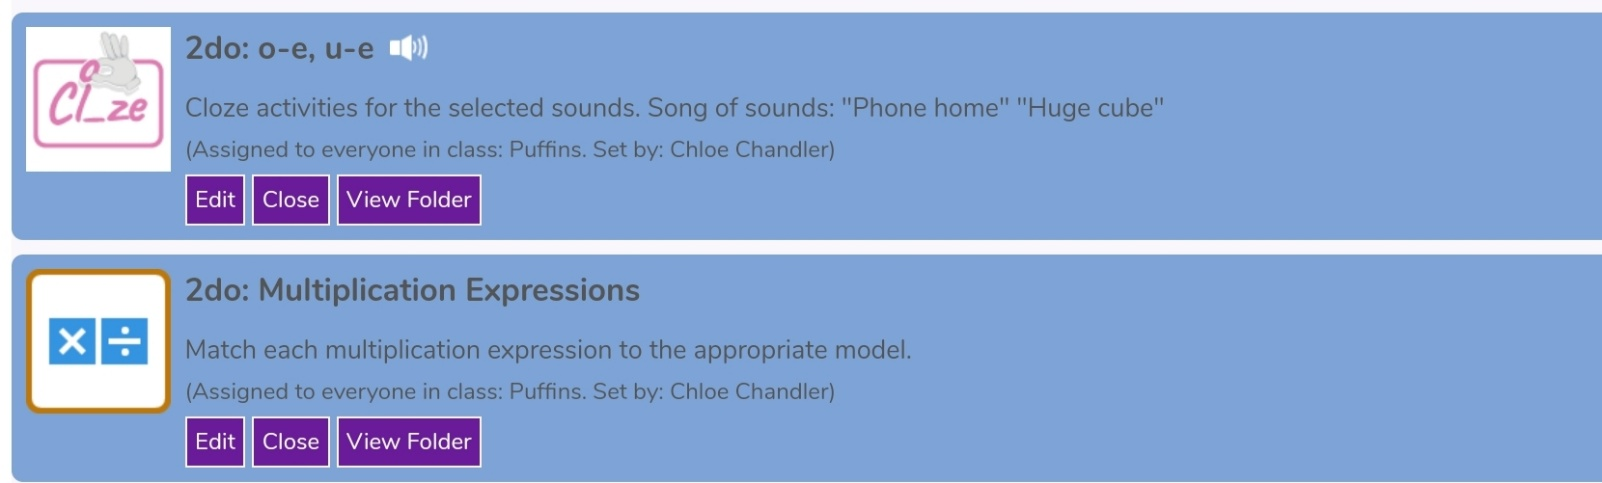 Cl_ze
2do: o-e, u-e
Cloze activities for the selected sounds. Song of sounds: "Phone home" "Huge cube"
(Assigned to everyone in class: Puffins. Set by: Chloe Chandler)
Edit Close View Folder
× ÷
2do: Multiplication Expressions
Match each multiplication expression to the appropriate model.
(Assigned to everyone in class: Puffins. Set by: Chloe Chandler)
Edit Close View Folder